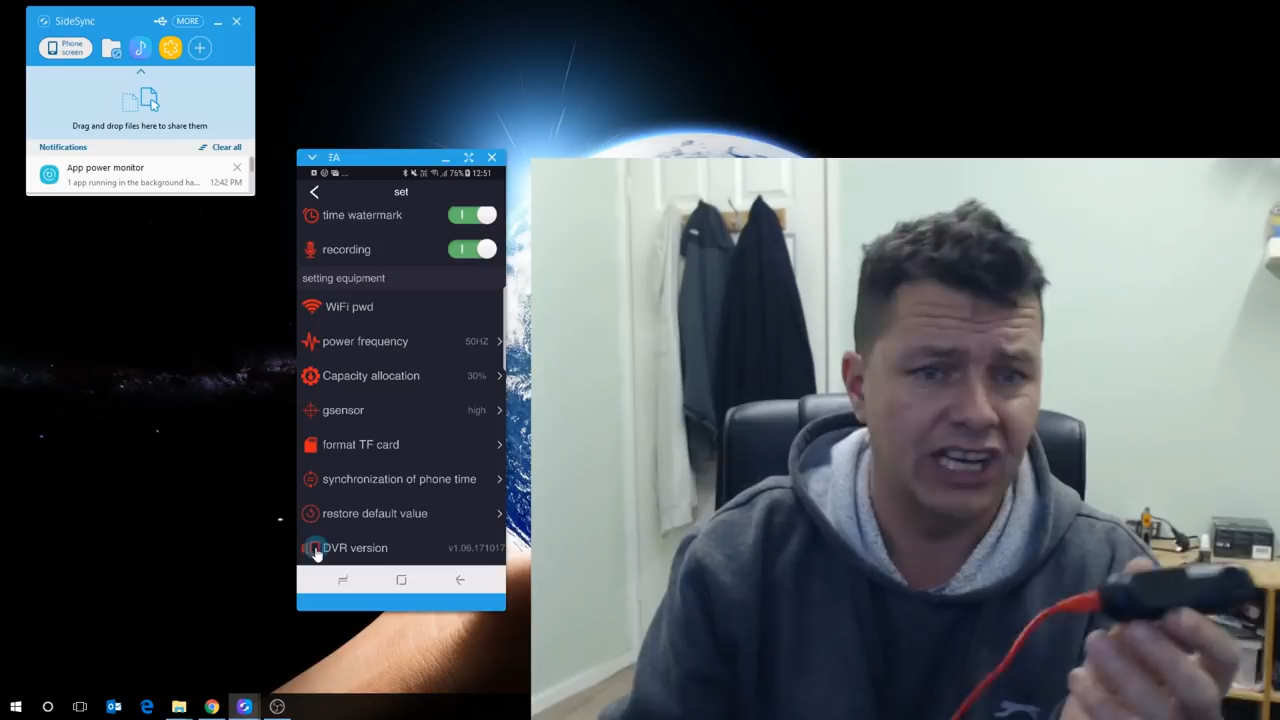 SideSync
MORE
Phone
screen
Drag and drop files here to share them
Notifications
Clear all
App power monitor
1 app running in the background ha...
12:42 PM
76% 12:51
set
time watermark
recording
setting equipment
WiFi pwd
power frequency 50HZ
Capacity allocation 30%
gsensor high
format TF card
synchronization of phone time
restore default value
DVR version v1.06.171017